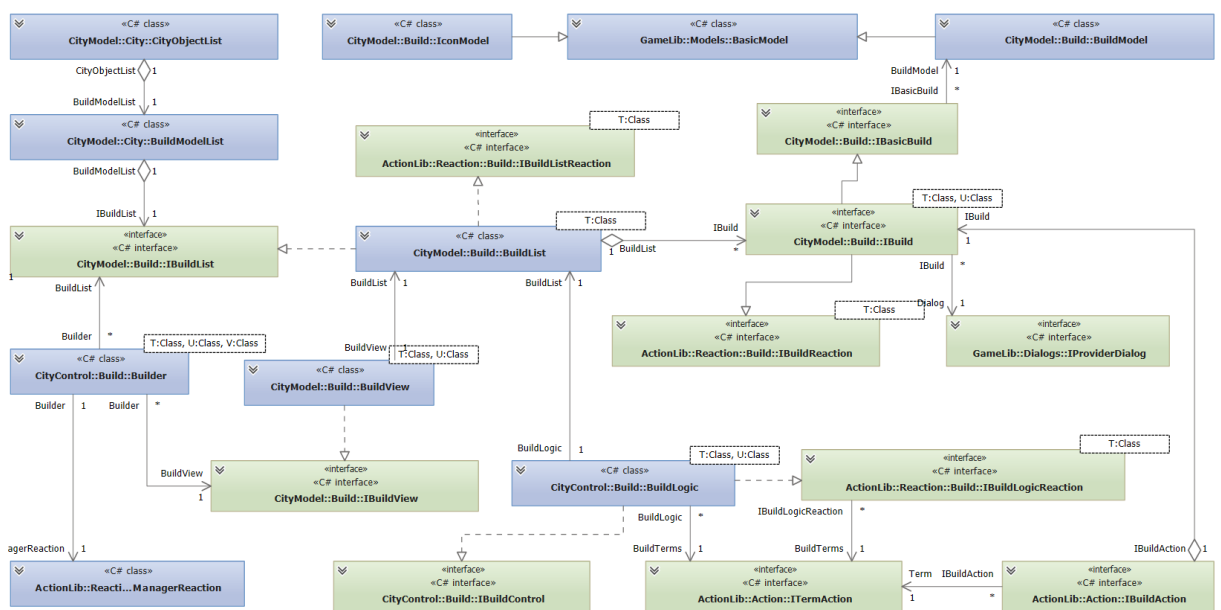 «C# class»
CityModel::City::CityObjectList
«C# class»
CityModel::Build::IconModel
«C# class»
GameLib::Models::BasicModel
«C# class»
CityModel::Build::BuildModel
CityObjectList 1
BuildModelList 1
BuildModel 1
IBasicBuild *
«C# class»
CityModel::City::BuildModelList
T:Class
«interface»
«C# interface»
ActionLib::Reaction::Build::IBuildListReaction
«interface»
«C# interface»
CityModel::Build::IBasicBuild
BuildModelList 1
IBuildList 1
T:Class, U:Class
«interface»
«C# interface»
CityModel::Build::IBuild
IBuild
1
«interface»
«C# interface»
CityModel::Build::IBuildList
T:Class
«C# class»
CityModel::Build::BuildList
1 BuildList
IBuild
*
1
BuildList
BuildList 1
BuildList 1
IBuild *
Dialog 1
Builder *
T:Class, U:Class, V:Class
«C# class»
CityControl::Build::Builder
BuildView 1
T:Class, U:Class
«C# class»
CityModel::Build::BuildView
T:Class
«interface»
«C# interface»
ActionLib::Reaction::Build::IBuildReaction
«interface»
«C# interface»
GameLib::Dialogs::IProviderDialog
Builder 1
Builder *
BuildView
1
«interface»
«C# interface»
CityModel::Build::IBuildView
BuildLogic 1
T:Class, U:Class
«C# class»
CityControl::Build::BuildLogic
T:Class
«interface»
«C# interface»
ActionLib::Reaction::Build::IBuildLogicReaction
BuildLogic *
IBuildLogicReaction *
agerReaction 1
BuildTerms 1
BuildTerms 1
IBuildAction 1
«C# class»
ActionLib::Reacti...ManagerReaction
«interface»
«C# interface»
CityControl::Build::IBuildControl
«interface»
«C# interface»
ActionLib::Action::ITermAction
Term IBuildAction
1 *
«interface»
«C# interface»
ActionLib::Action::IBuildAction